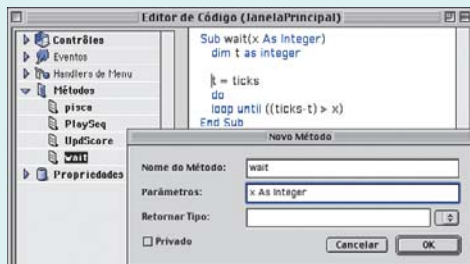 Editor de Código (JanelaPrincipal)
Contrôles
Eventos
Handlers de Menu
Métodos
pisca
PlaySeq
UpdScore
wait
Propriedades
Sub wait(x As Integer)
dim t as integer
t = ticks
do
loop until ((ticks-t) > x)
End Sub
Novo Método
Nome do Método: wait
Parâmetros: x As Integer
Retornar Tipo:
Privado
Cancelar OK